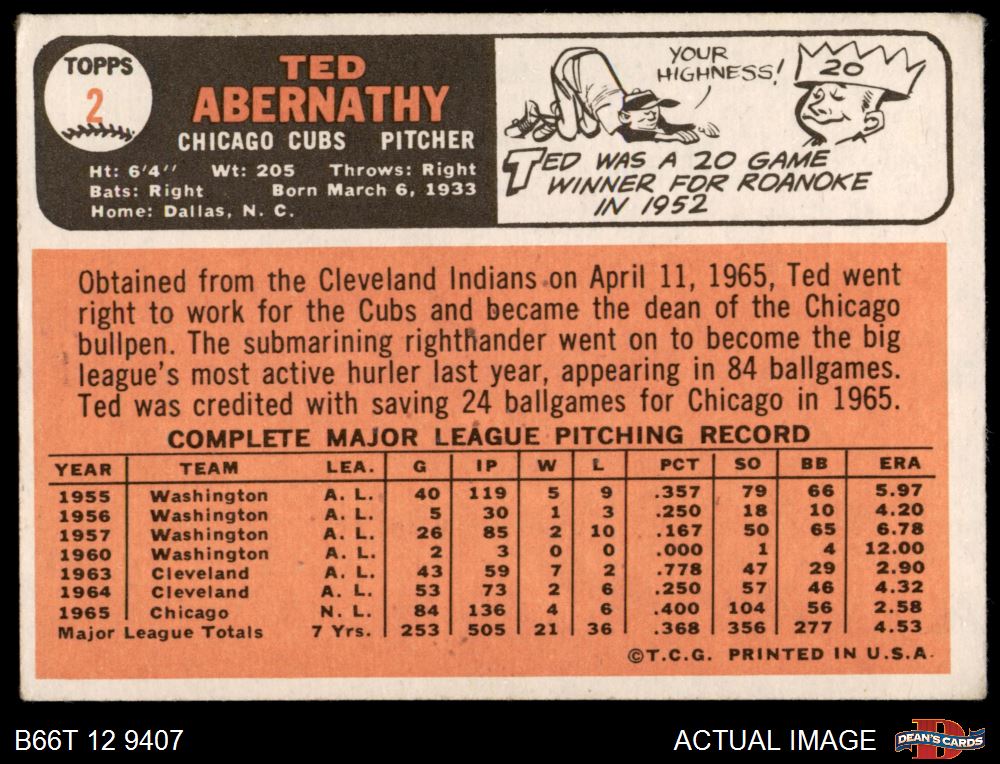 TOPPS
2
TED
ABERNATHY
CHICAGO CUBS PITCHER
Ht: 6'4'' Wt: 205 Throws: Right
Bats: Right Born March 6, 1933
Home: Dallas, N. C.
YOUR
HIGHNESS!
20
TED WAS A 20 GAME
WINNER FOR ROANOKE
IN 1952
Obtained from the Cleveland Indians on April 11, 1965, Ted went
right to work for the Cubs and became the dean of the Chicago
bullpen. The submarining righthander went on to become the big
league's most active hurler last year, appearing in 84 ballgames.
Ted was credited with saving 24 ballgames for Chicago in 1965.
COMPLETE MAJOR LEAGUE PITCHING RECORD
YEAR TEAM LEA. G IP W L PCT SO BB ERA
1955 Washington A. L. 40 119 5 9 .357 79 66 5.97
1956 Washington A. L. 5 30 1 3 .250 18 10 4.20
1957 Washington A. L. 26 85 2 10 .167 50 65 6.78
1960 Washington A. L. 2 3 0 0 .000 1 4 12.00
1963 Cleveland A. L. 43 59 7 2 .778 47 29 2.90
1964 Cleveland A. L. 53 73 2 6 .250 57 46 4.32
1965 Chicago N. L. 84 136 4 6 .400 104 56 2.58
Major League Totals 7 Yrs. 253 505 21 36 .368 356 277 4.53
©T.C.G. PRINTED IN U.S.A.
B66T 12 9407
ACTUAL IMAGE
DEAN'S CARDS